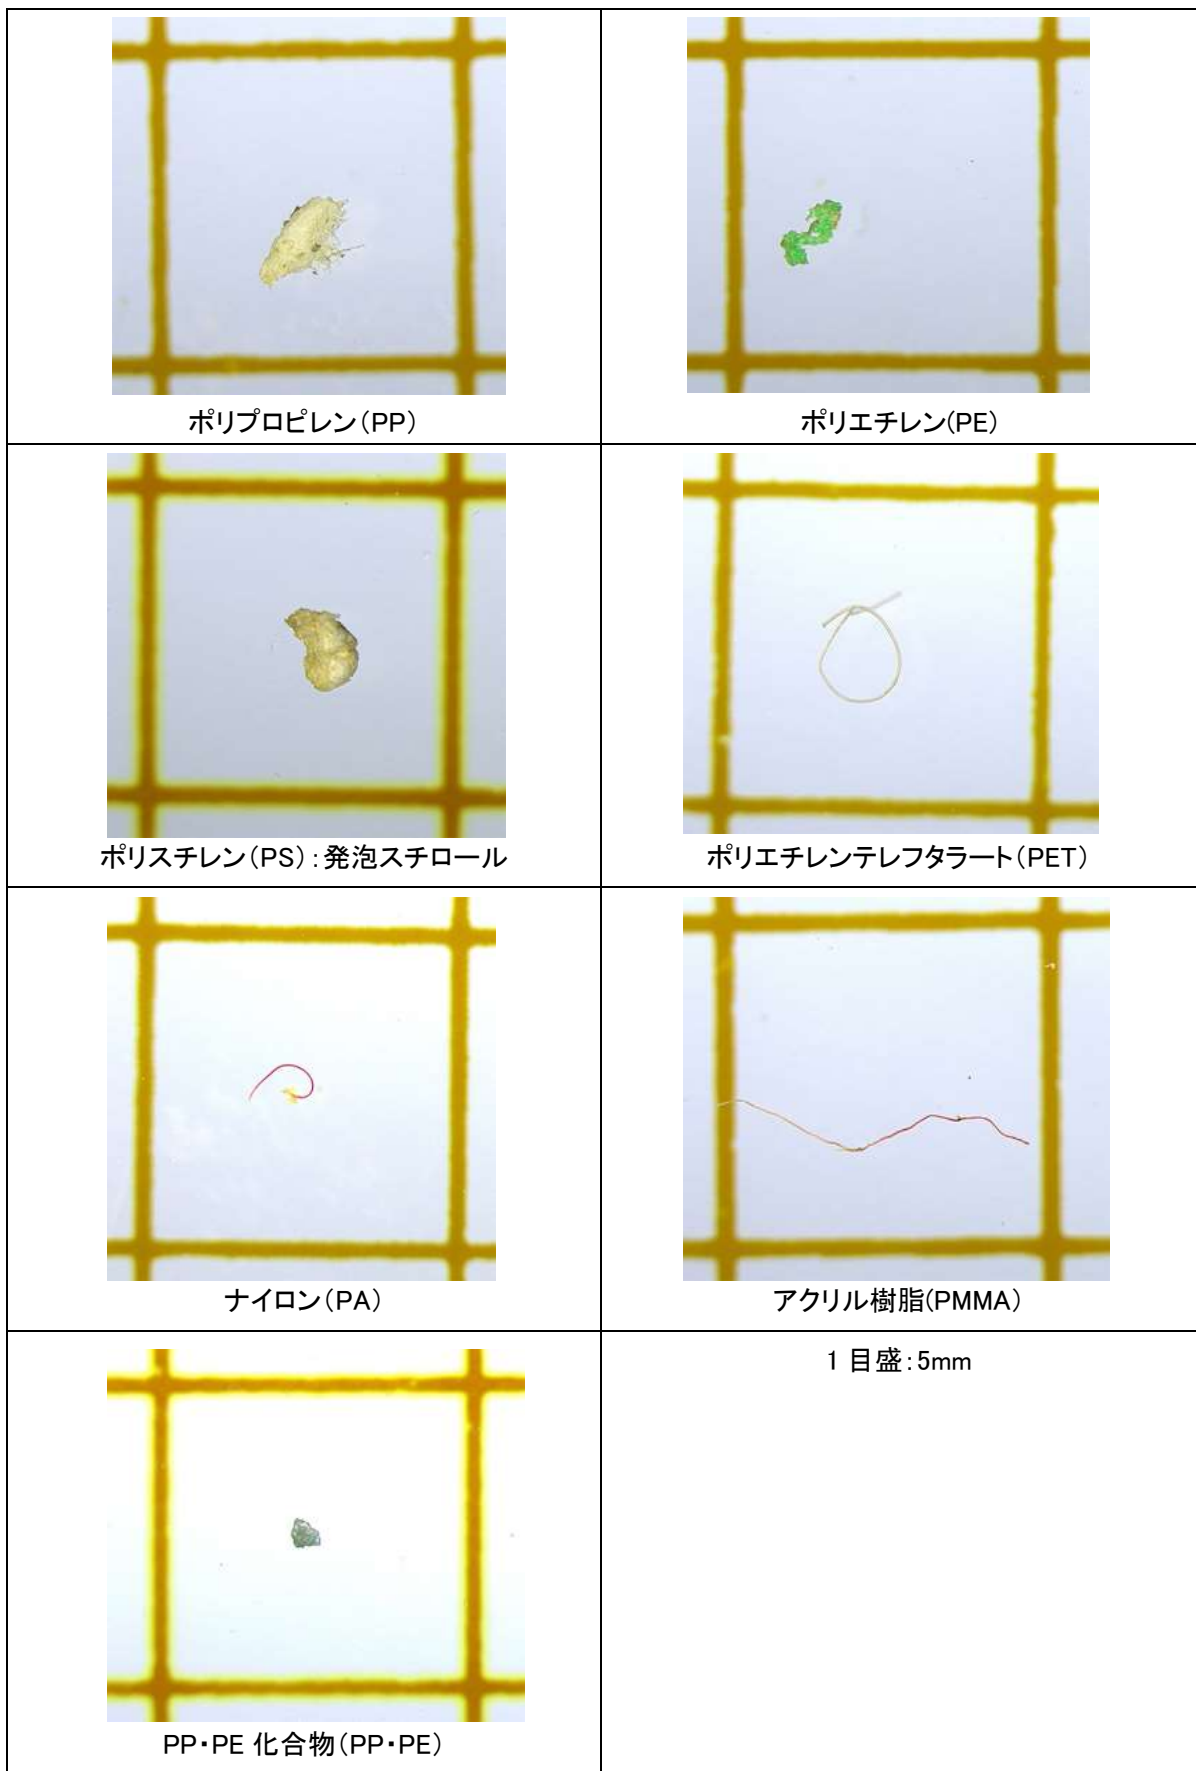 ポリプロピレン（PP）
ポリエチレン(PE)
ポリスチレン（PS）：発泡スチロール
ポリエチレンテレフタラート（PET）
ナイロン（PA）
アクリル樹脂(PMMA)
1 目盛：5mm
PP・PE 化合物（PP・PE）